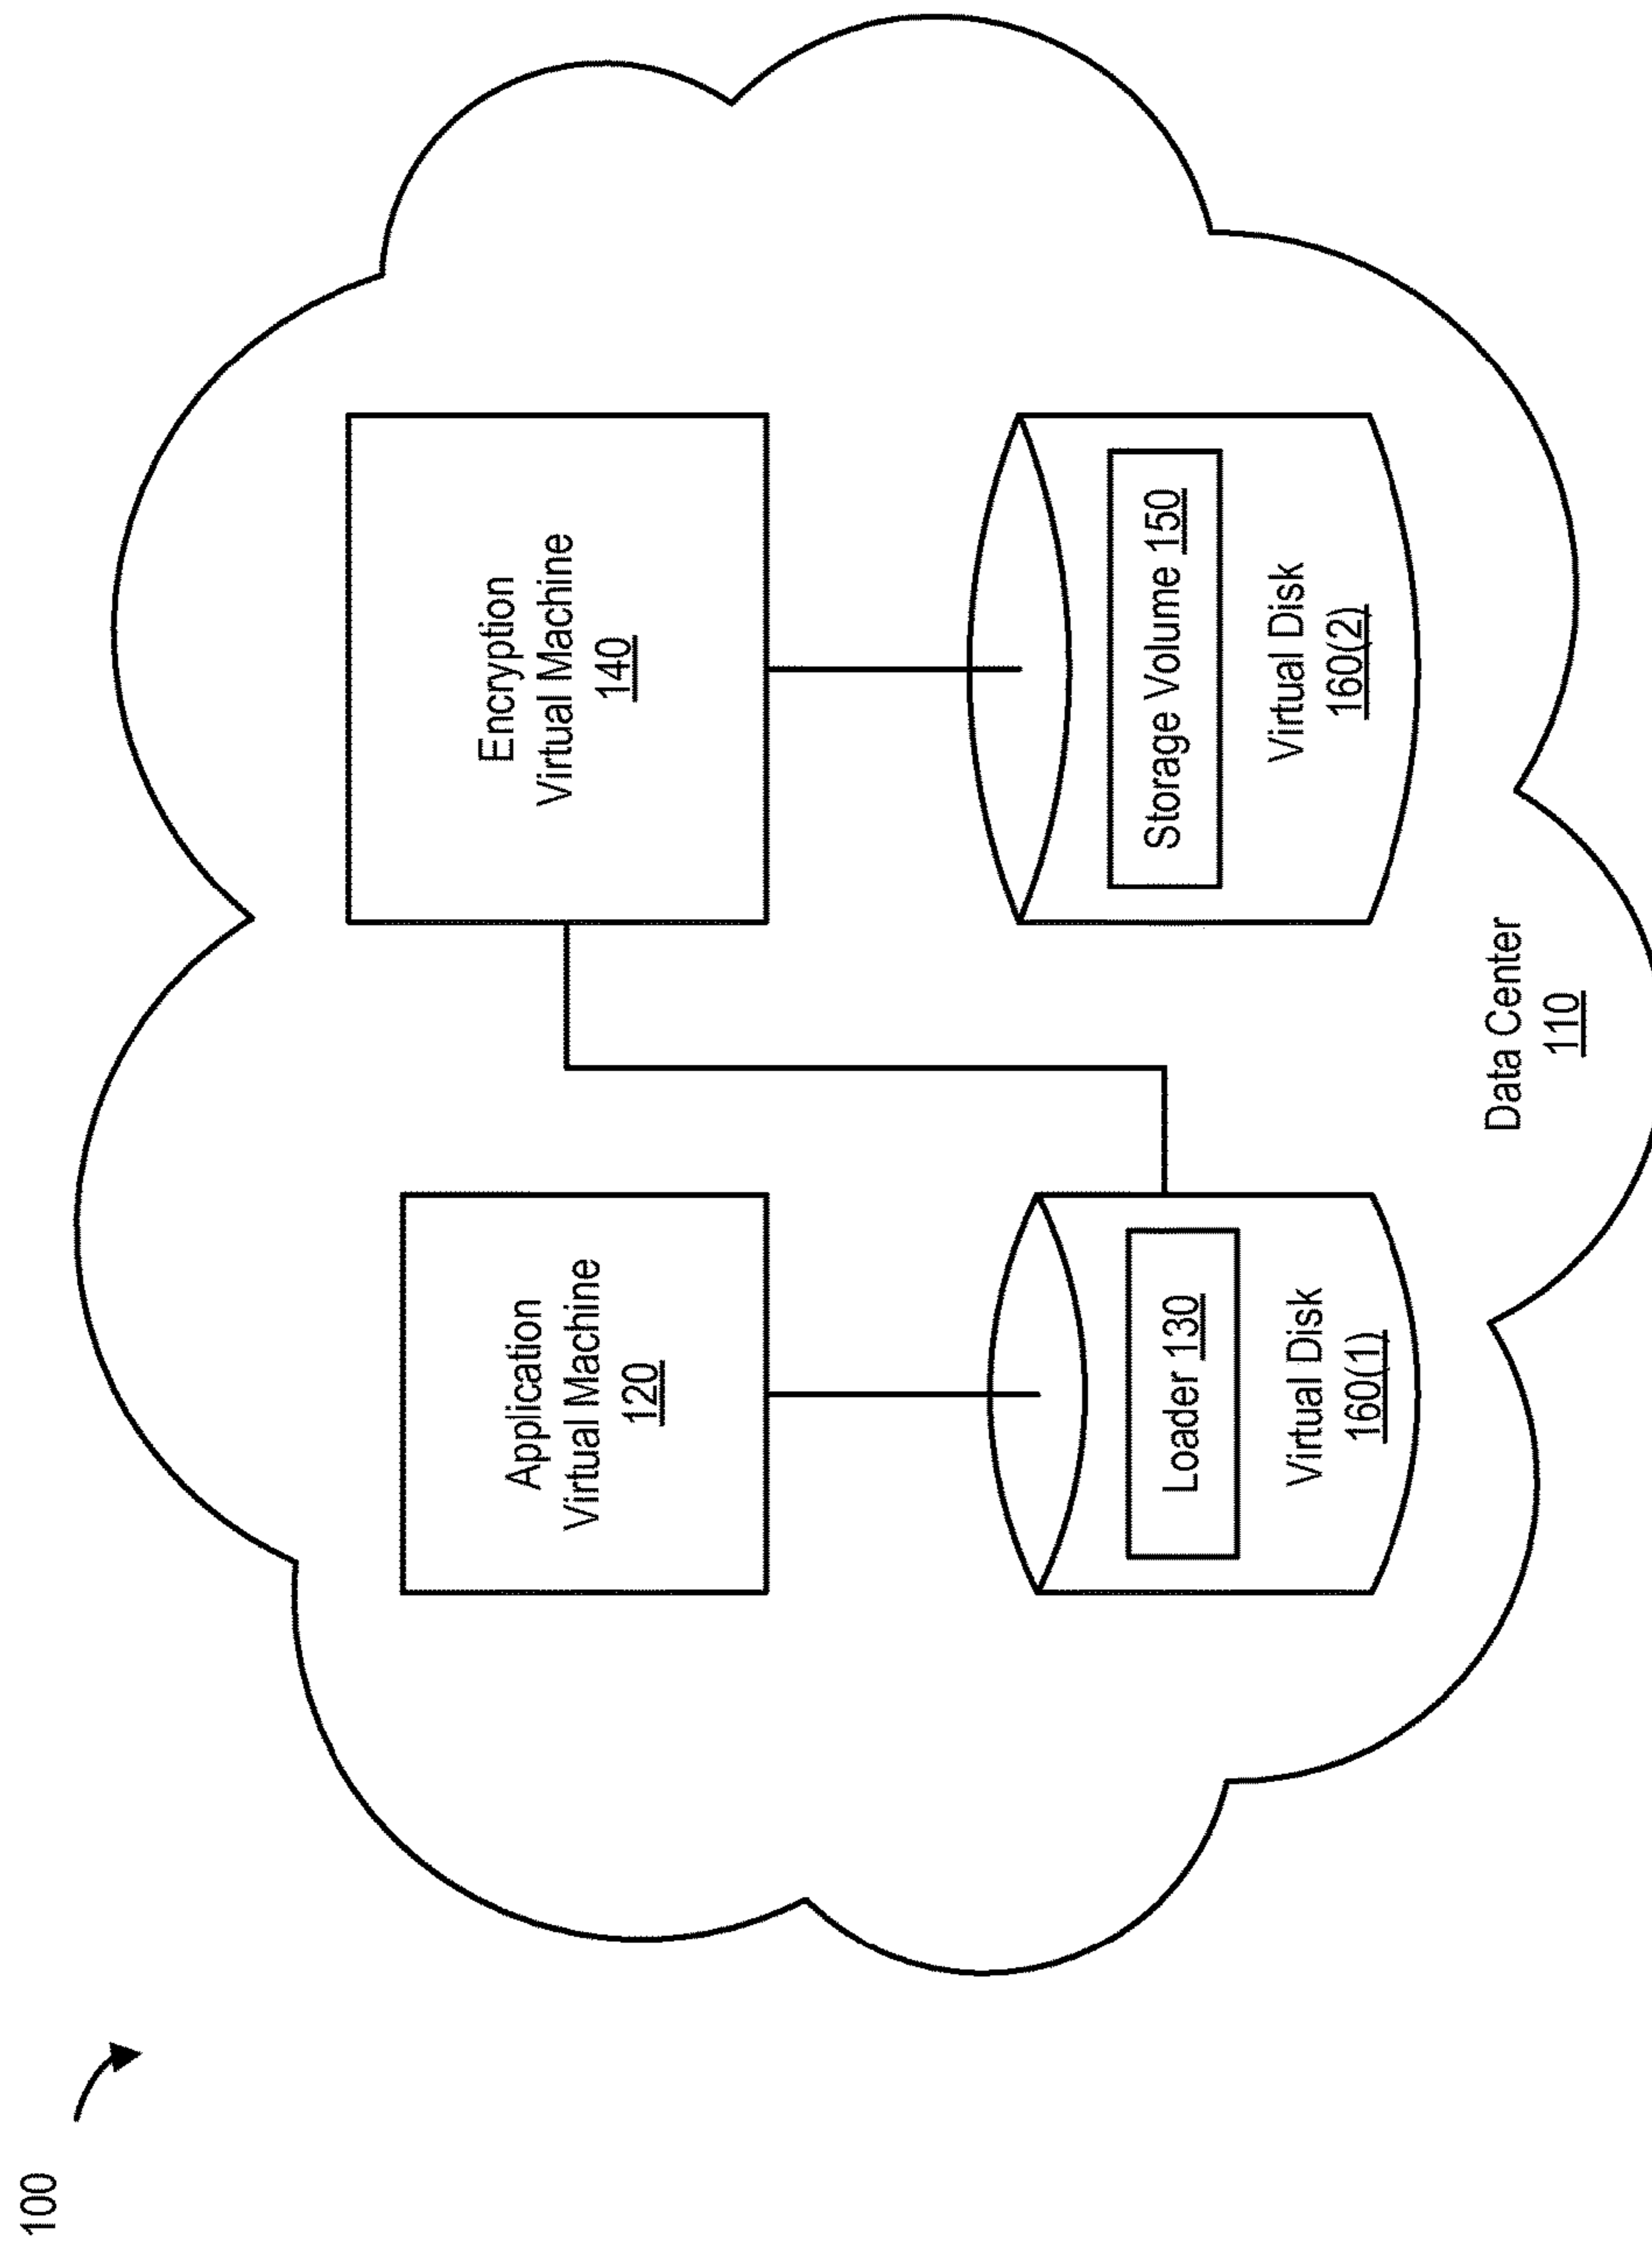 100
Application
Virtual Machine
120
Encryption
Virtual Machine
140
Loader 130
Virtual Disk
160(1)
Storage Volume 150
Virtual Disk
160(2)
Data Center
110